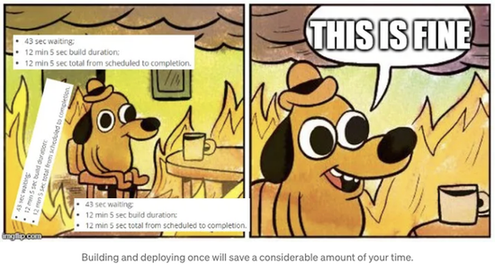 • 43 sec waiting;
• 12 min 5 sec build duration;
• 12 min 5 sec total from scheduled to completion.
THIS IS FINE
• 43 sec waiting;
• 12 min 5 sec build duration;
• 12 min 5 sec total from scheduled to completion.
• 43 sec waiting;
• 12 min 5 sec build duration;
• 12 min 5 sec total from scheduled to completion.
imgflip.com
Building and deploying once will save a considerable amount of your time.